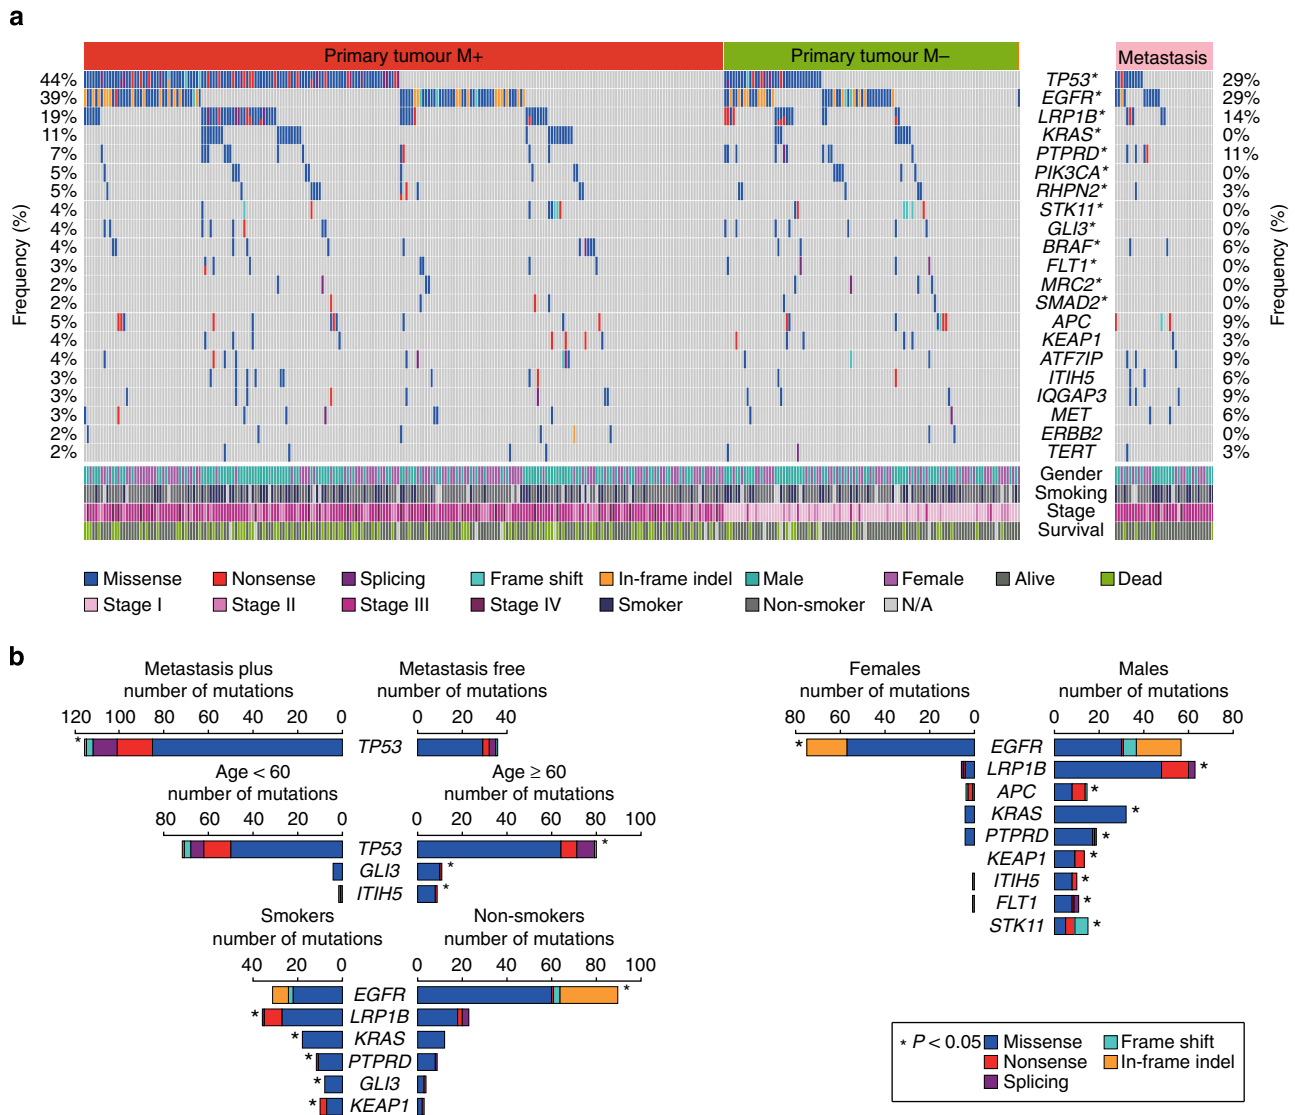 a
Primary tumour M+
Primary tumour M–
Metastasis
Frequency (%)
44% TP53* 29%
39% EGFR* 29%
19% LRP1B* 14%
11% KRAS* 0%
7% PTPRD* 11%
5% PIK3CA* 0%
5% RHPN2* 3%
4% STK11* 0%
4% GLI3* 0%
4% BRAF* 6%
3% FLT1* 0%
2% MRC2* 0%
2% SMAD2* 0%
5% APC 9%
4% KEAP1 3%
4% ATF7IP 9%
3% ITIH5 6%
3% IQGAP3 9%
3% MET 6%
2% ERBB2 0%
2% TERT 3%
Frequency (%)
Gender
Smoking
Stage
Survival
Missense Nonsense Splicing Frame shift In-frame indel Male Female Alive Dead
Stage I Stage II Stage III Stage IV Smoker Non-smoker N/A
b
Metastasis plus
number of mutations
Metastasis free
number of mutations
120 100 80 60 40 20 0
0 20 40
* TP53
Age < 60
number of mutations
Age ≥ 60
number of mutations
80 60 40 20 0
0 20 40 60 80 100
TP53 *
GLI3 *
ITIH5 *
Smokers
number of mutations
Non-smokers
number of mutations
40 20 0
0 20 40 60 80 100
EGFR *
* LRP1B
* KRAS
* PTPRD
* GLI3
* KEAP1
Females
number of mutations
Males
number of mutations
80 60 40 20 0
0 20 40 60 80
* EGFR
LRP1B *
APC *
KRAS *
PTPRD *
KEAP1 *
ITIH5 *
FLT1 *
STK11 *
* P < 0.05
Missense Frame shift
Nonsense In-frame indel
Splicing